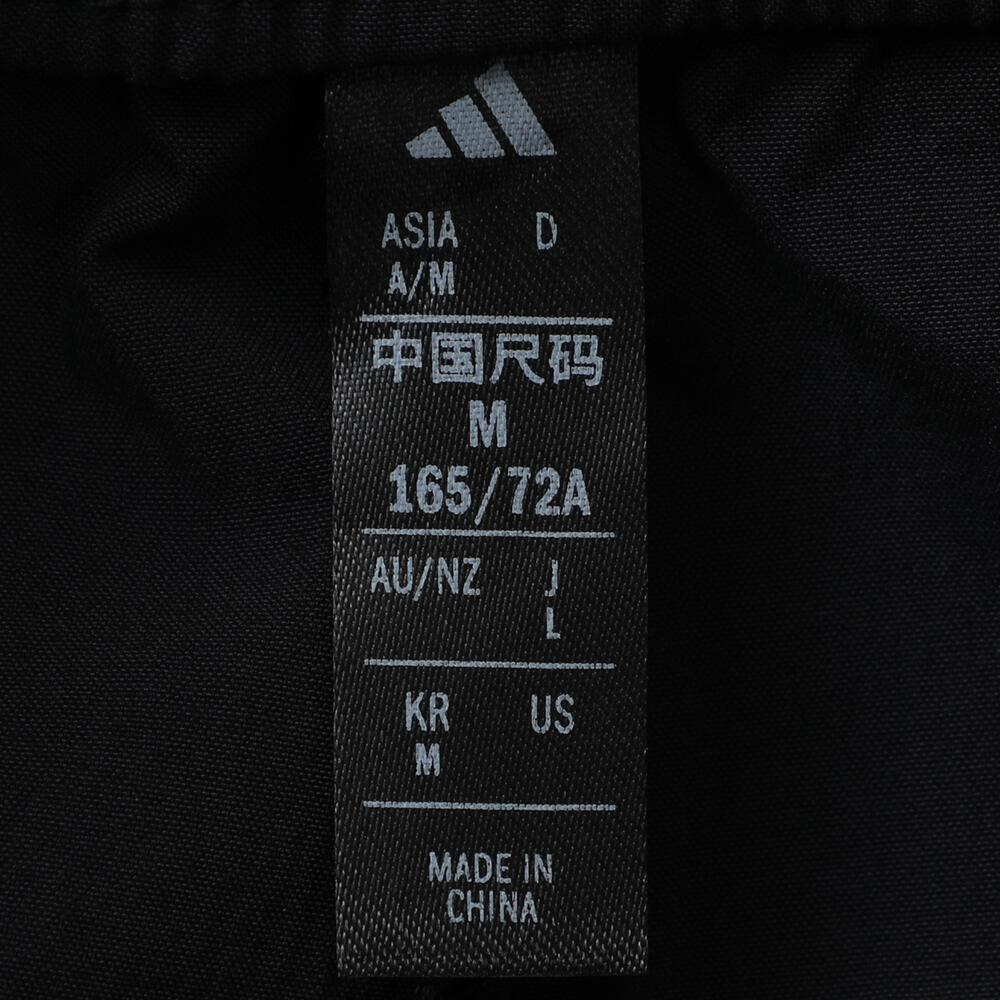 ASIA D
A/M
中国尺码
M
165/72A
AU/NZ J
L
KR US
M
MADE IN
CHINA